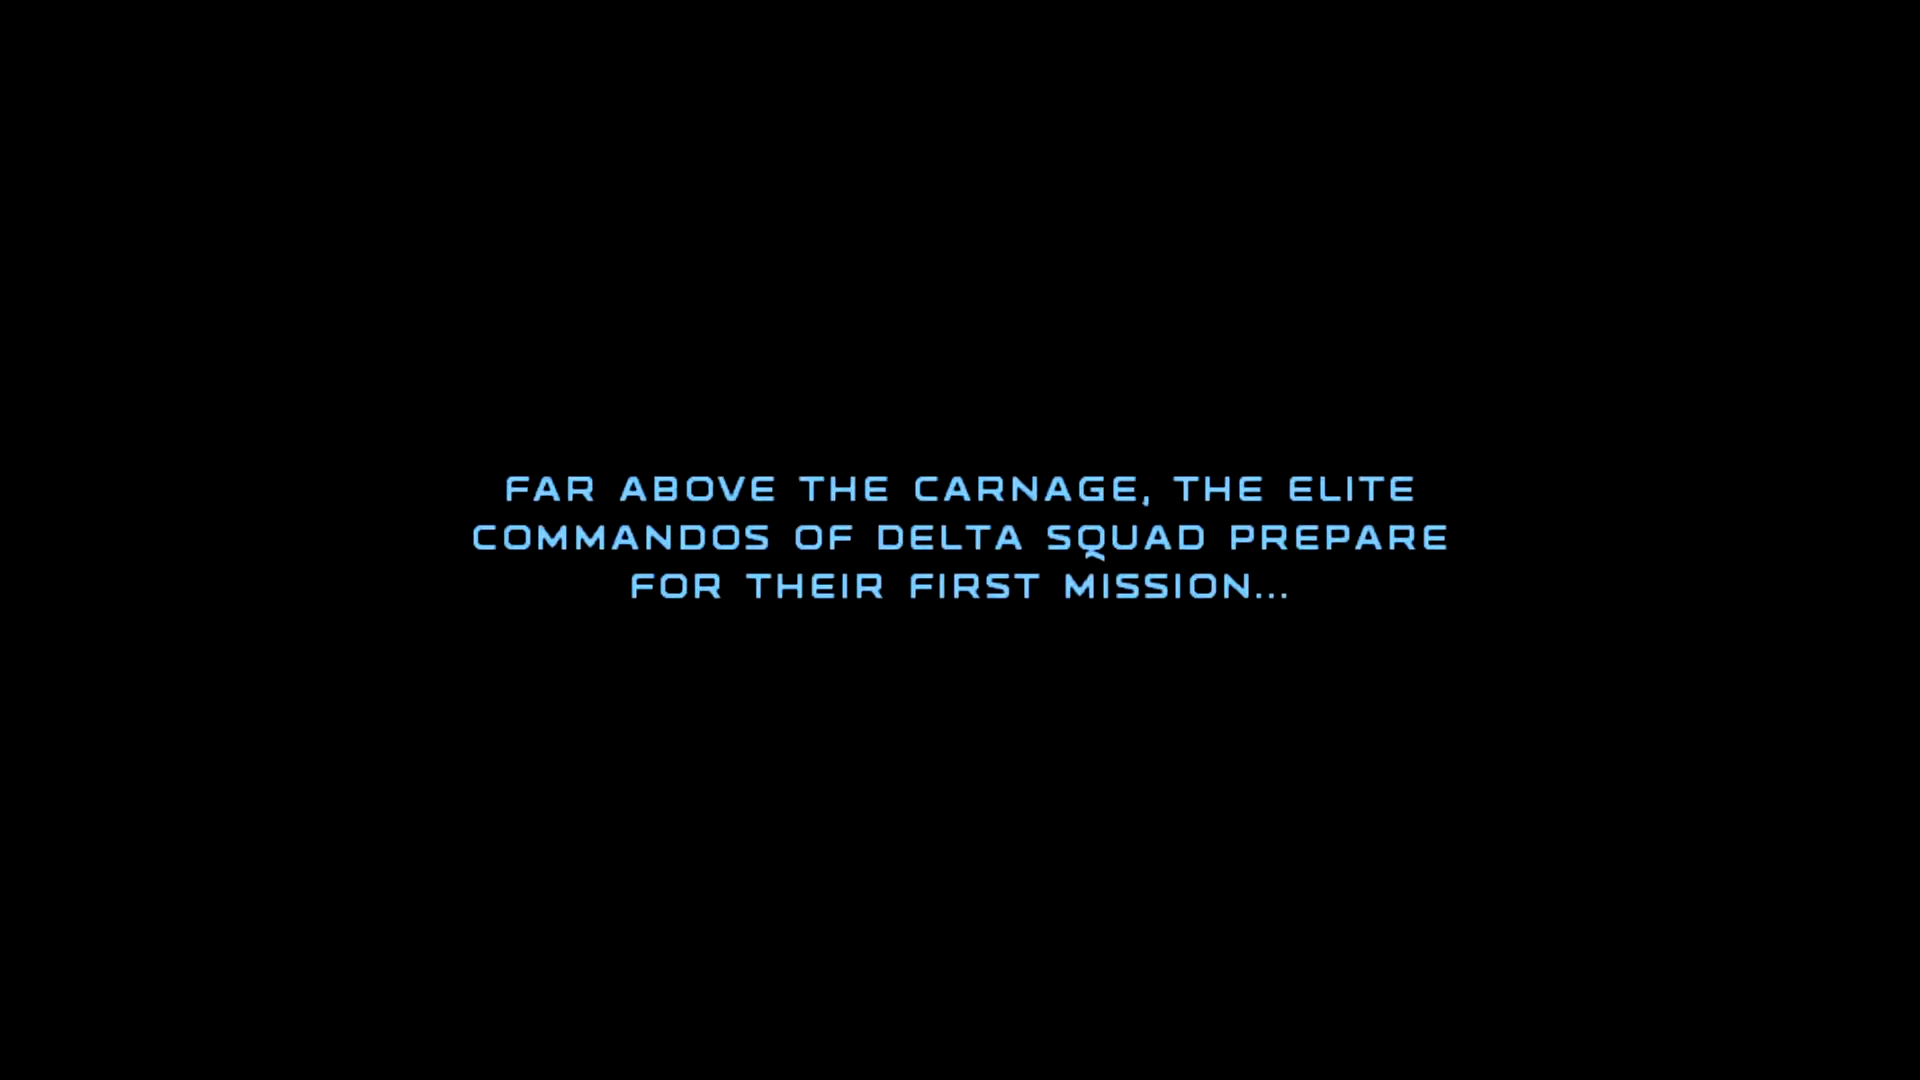 FAR ABOVE THE CARNAGE, THE ELITE
COMMANDOS OF DELTA SQUAD PREPARE
FOR THEIR FIRST MISSION...